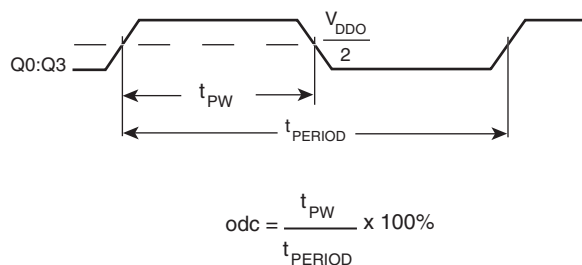 V_DDO
2
Q0:Q3
t_PW
t_PERIOD
t_PW
odc = x 100%
t_PERIOD